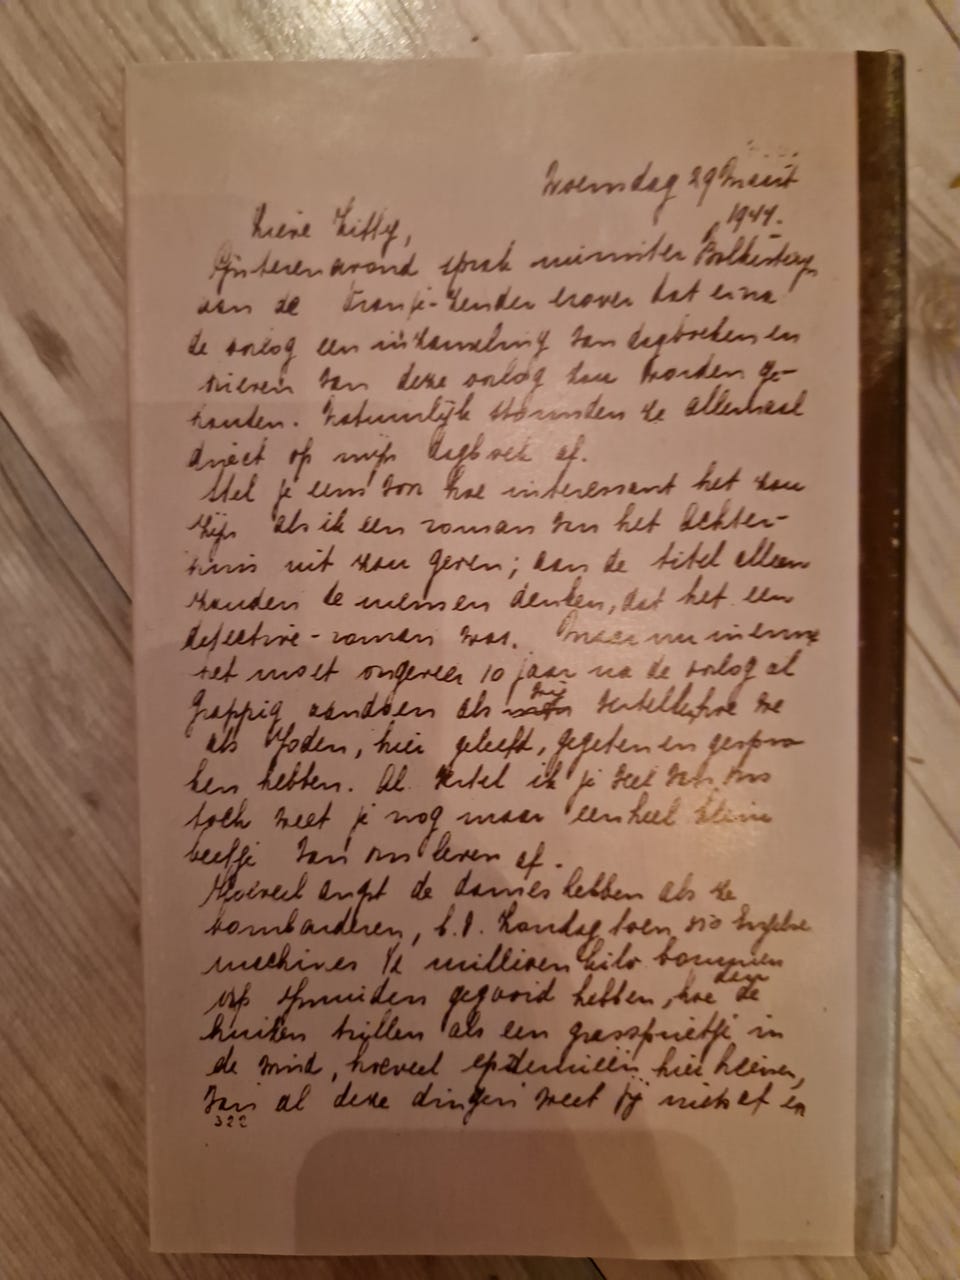 Woensdag 29 Maart
1944.
Lieve Kitty,
Gisterenavond sprak minister Bolkesteyn
aan de Oranje-zender erover dat er na
de oorlog een inzameling van dagboeken en
brieven van deze oorlog zou worden ge-
houden. Natuurlijk stormden ze allemaal
direct op mijn dagboek af.
Stel je eens voor hoe interessant het zou
zijn als ik een roman van het Achter-
huis uit zou geven; aan de titel alleen
zouden de mensen denken, dat het een
detective-roman was. Maar nu in ernst
het moet ongeveer 10 jaar na de oorlog al
grappig aandoen als wij vertellen hoe we
als Joden, hier geleefd, gegeten en gespro
ken hebben. Al vertel ik je veel van ons
toch weet je nog maar een heel klein
beetje van ons leven af.
Hoeveel angst de dames hebben als ze
bombarderen, b.v. Zondag toen 350 Engelse
machines ½ millioen kilo bommen
op Ijmuiden gegooid hebben, hoe dan de
huizen trillen als een grassprietje in
de wind, hoeveel epidemieën hier heersen,
van al deze dingen weet jij niets af en
322